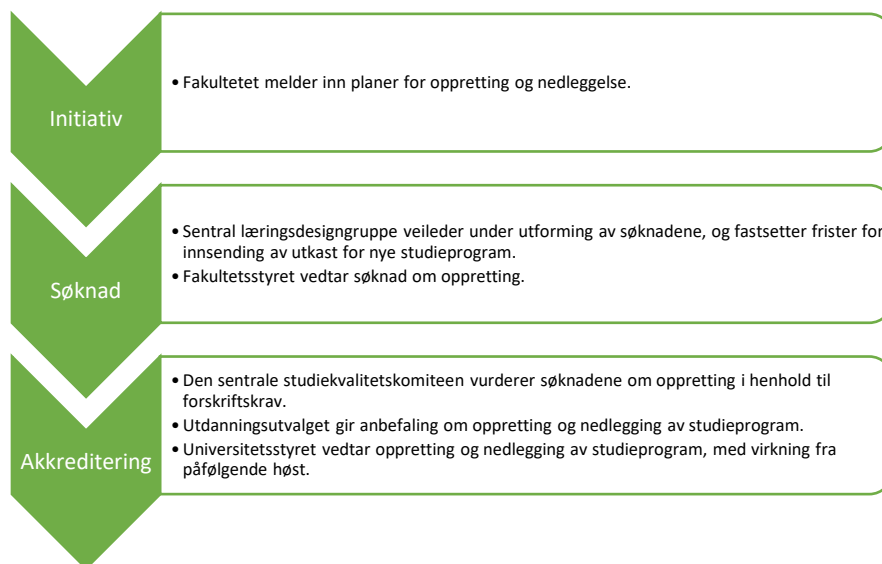 Initiativ
• Fakultetet melder inn planer for oppretting og nedleggelse.
Søknad
• Sentral læringsdesigngruppe veileder under utforming av søknadene, og fastsetter frister for
innsending av utkast for nye studieprogram.
• Fakultetsstyret vedtar søknad om oppretting.
Akkreditering
• Den sentrale studiekvalitetskomiteen vurderer søknadene om oppretting i henhold til
forskriftskrav.
• Utdanningsutvalget gir anbefaling om oppretting og nedlegging av studieprogram.
• Universitetsstyret vedtar oppretting og nedlegging av studieprogram, med virkning fra
påfølgende høst.